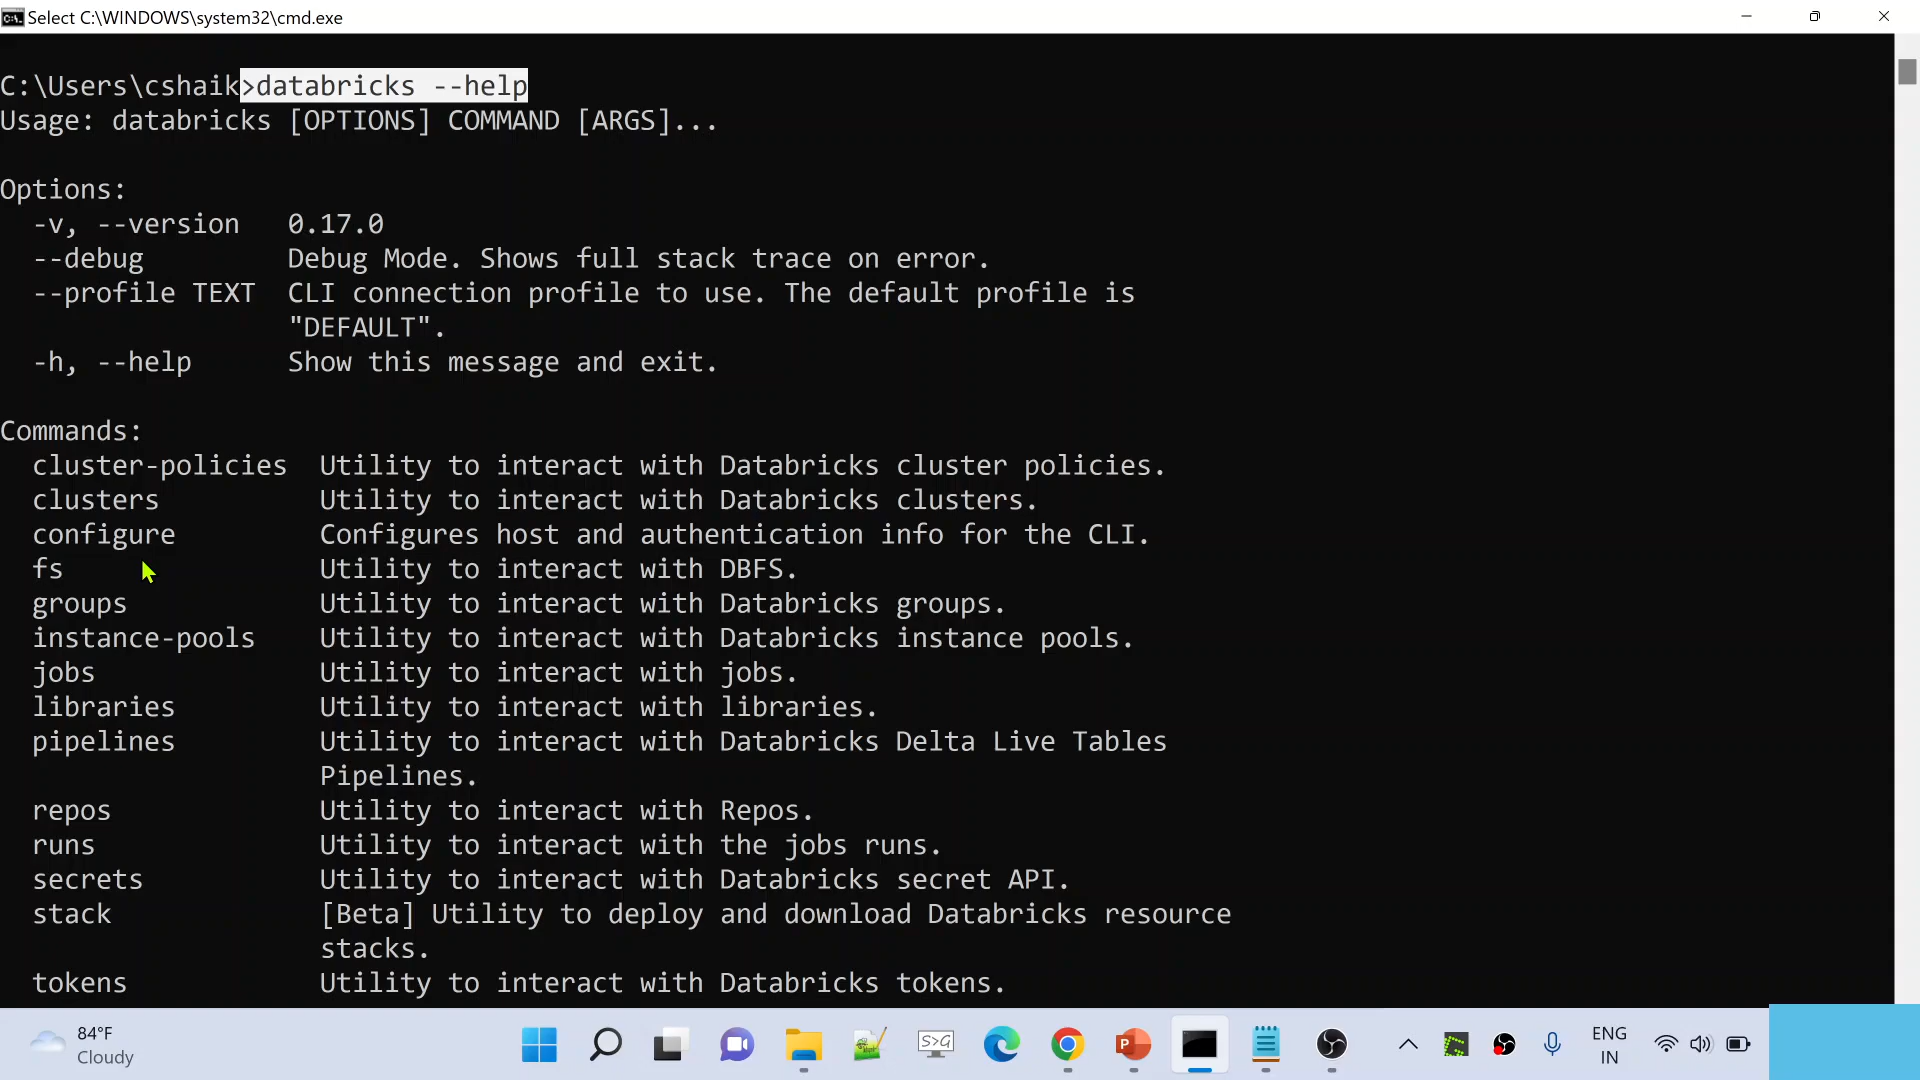 Select C:\WINDOWS\system32\cmd.exe
C:\Users\cshaik>databricks --help
Usage: databricks [OPTIONS] COMMAND [ARGS]...
Options:
-v, --version   0.17.0
--debug         Debug Mode. Shows full stack trace on error.
--profile TEXT  CLI connection profile to use. The default profile is
"DEFAULT".
-h, --help      Show this message and exit.
Commands:
cluster-policies  Utility to interact with Databricks cluster policies.
clusters          Utility to interact with Databricks clusters.
configure         Configures host and authentication info for the CLI.
fs                Utility to interact with DBFS.
groups            Utility to interact with Databricks groups.
instance-pools    Utility to interact with Databricks instance pools.
jobs              Utility to interact with jobs.
libraries         Utility to interact with libraries.
pipelines         Utility to interact with Databricks Delta Live Tables
Pipelines.
repos             Utility to interact with Repos.
runs              Utility to interact with the jobs runs.
secrets           Utility to interact with Databricks secret API.
stack             [Beta] Utility to deploy and download Databricks resource
stacks.
tokens            Utility to interact with Databricks tokens.
84°F
Cloudy
S>G
P
ENG
IN